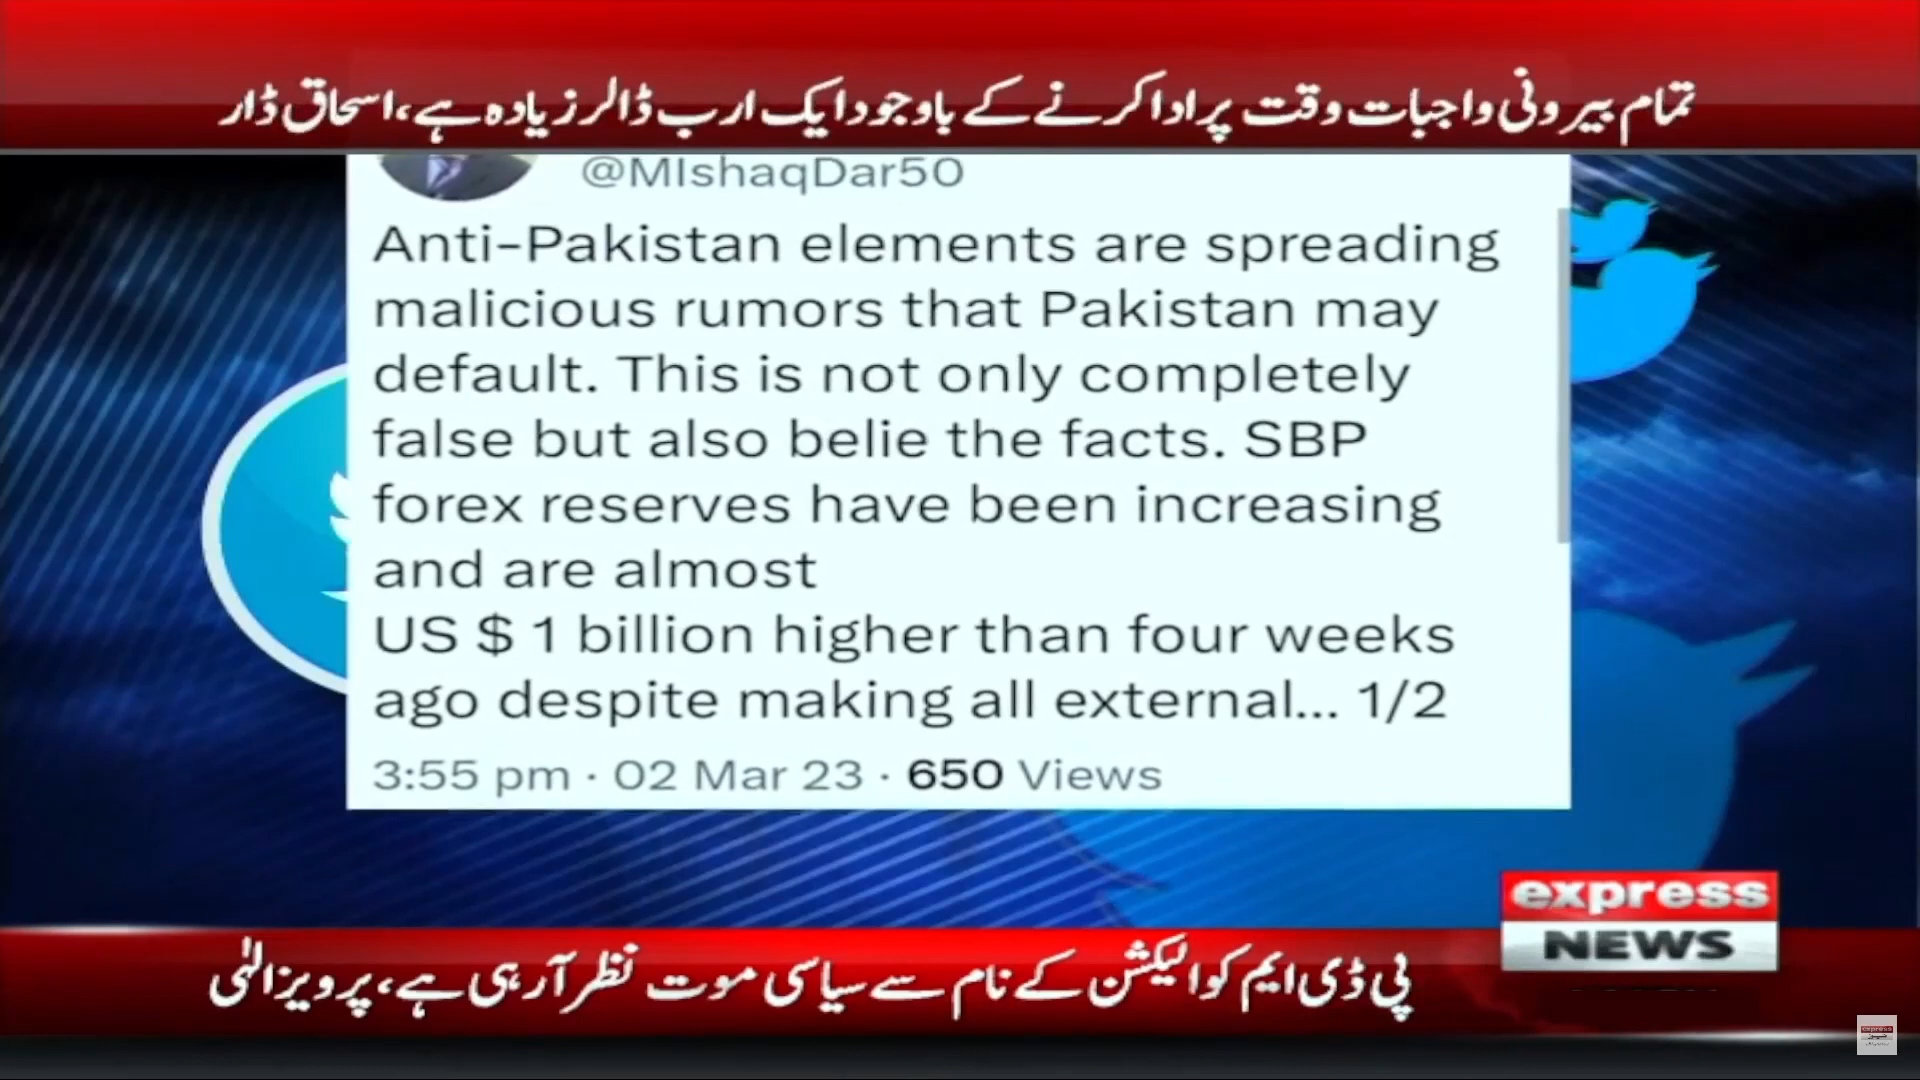 تمام بیرونی واجبات وقت پر ادا کرنے کے باوجود ایک ارب ڈالر زیادہ ہے، اسحاق ڈار
@MIshaqDar50
Anti-Pakistan elements are spreading
malicious rumors that Pakistan may
default. This is not only completely
false but also belie the facts. SBP
forex reserves have been increasing
and are almost
US $ 1 billion higher than four weeks
ago despite making all external... 1/2
3:55 pm · 02 Mar 23 · 650 Views
express
NEWS
پی ڈی ایم کو الیکشن کے نام سے سیاسی موت نظر آ رہی ہے، پرویز الٰہی
express